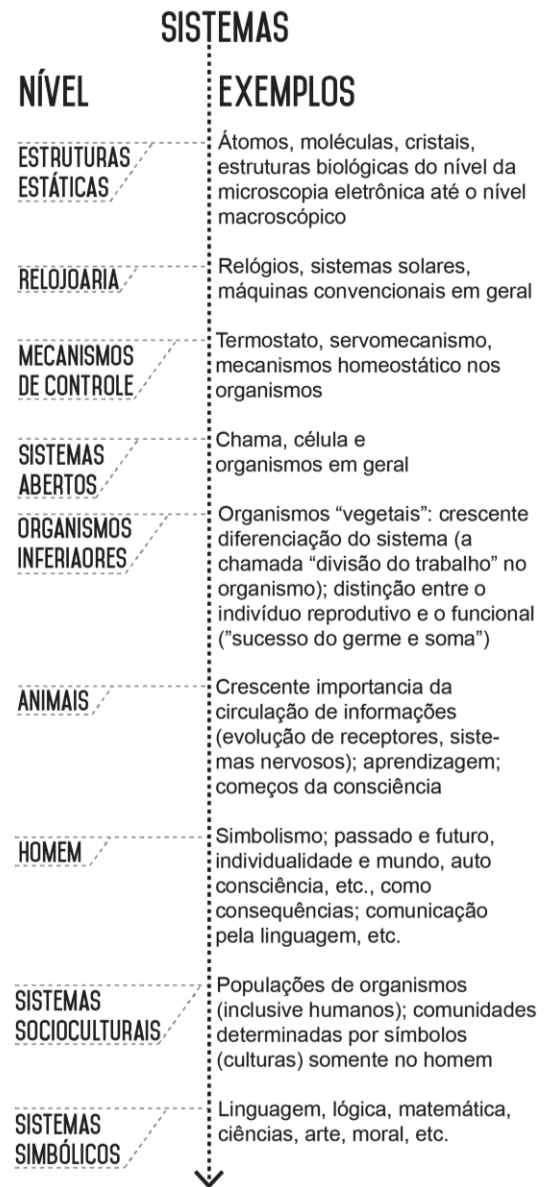 SISTEMAS
NÍVEL
EXEMPLOS
ESTRUTURAS
ESTÁTICAS
Átomos, moléculas, cristais,
estruturas biológicas do nível da
microscopia eletrônica até o nível
macroscópico
RELOJOARIA
Relógios, sistemas solares,
máquinas convencionais em geral
MECANISMOS
DE CONTROLE
Termostato, servomecanismo,
mecanismos homeostático nos
organismos
SISTEMAS
ABERTOS
Chama, célula e
organismos em geral
ORGANISMOS
INFERIAORES
Organismos “vegetais”: crescente
diferenciação do sistema (a
chamada “divisão do trabalho” no
organismo); distinção entre o
indivíduo reprodutivo e o funcional
(”sucesso do germe e soma”)
ANIMAIS
Crescente importancia da
circulação de informações
(evolução de receptores, siste-
mas nervosos); aprendizagem;
começos da consciência
HOMEM
Simbolismo; passado e futuro,
individualidade e mundo, auto
consciência, etc., como
consequências; comunicação
pela linguagem, etc.
SISTEMAS
SOCIOCULTURAIS
Populações de organismos
(inclusive humanos); comunidades
determinadas por símbolos
(culturas) somente no homem
SISTEMAS
SIMBÓLICOS
Linguagem, lógica, matemática,
ciências, arte, moral, etc.